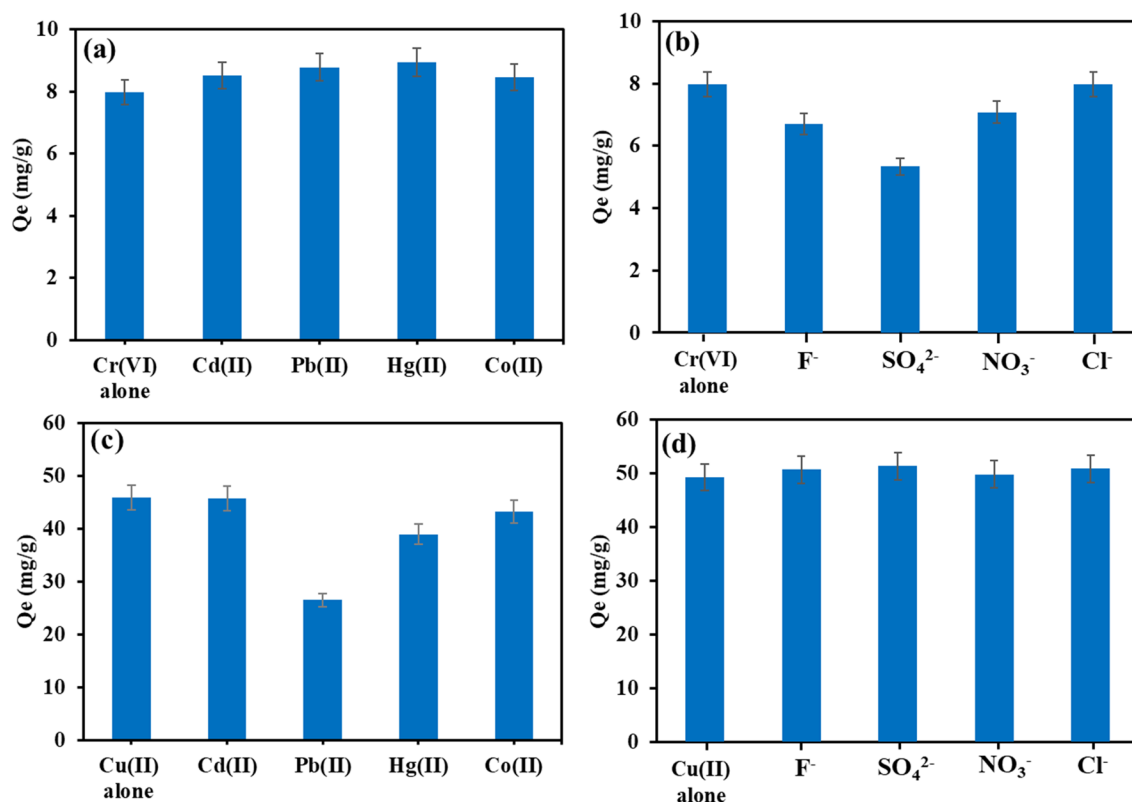 (a)
Qe (mg/g)
10
8
6
4
2
0
Cr(VI) alone
Cd(II)
Pb(II)
Hg(II)
Co(II)
(b)
Qe (mg/g)
10
8
6
4
2
0
Cr(VI) alone
F⁻
SO₄²⁻
NO₃⁻
Cl⁻
(c)
Qe (mg/g)
60
50
40
30
20
10
0
Cu(II) alone
Cd(II)
Pb(II)
Hg(II)
Co(II)
(d)
Qe (mg/g)
60
50
40
30
20
10
0
Cu(II) alone
F⁻
SO₄²⁻
NO₃⁻
Cl⁻